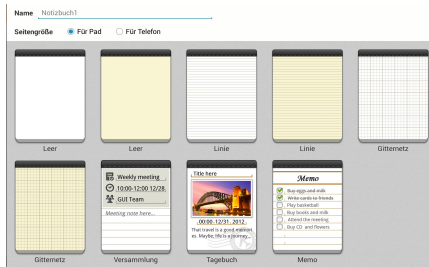 Name Notizbuch1
Seitengröße Für Pad Für Telefon
Leer Leer Linie Linie Gitternetz
Weekly meeting
10:00-12:00 12/28
GUI Team
Meeting note here...
Title here
00:00, 12/31, 2012
That travel is a good memori
es. Maybe, life is a journey...
Memo
Buy eggs and milk
Write cards to friends
Play basketball
Buy books and milk
Attend the meeting
Buy CD and flowers
Gitternetz Versammlung Tagebuch Memo